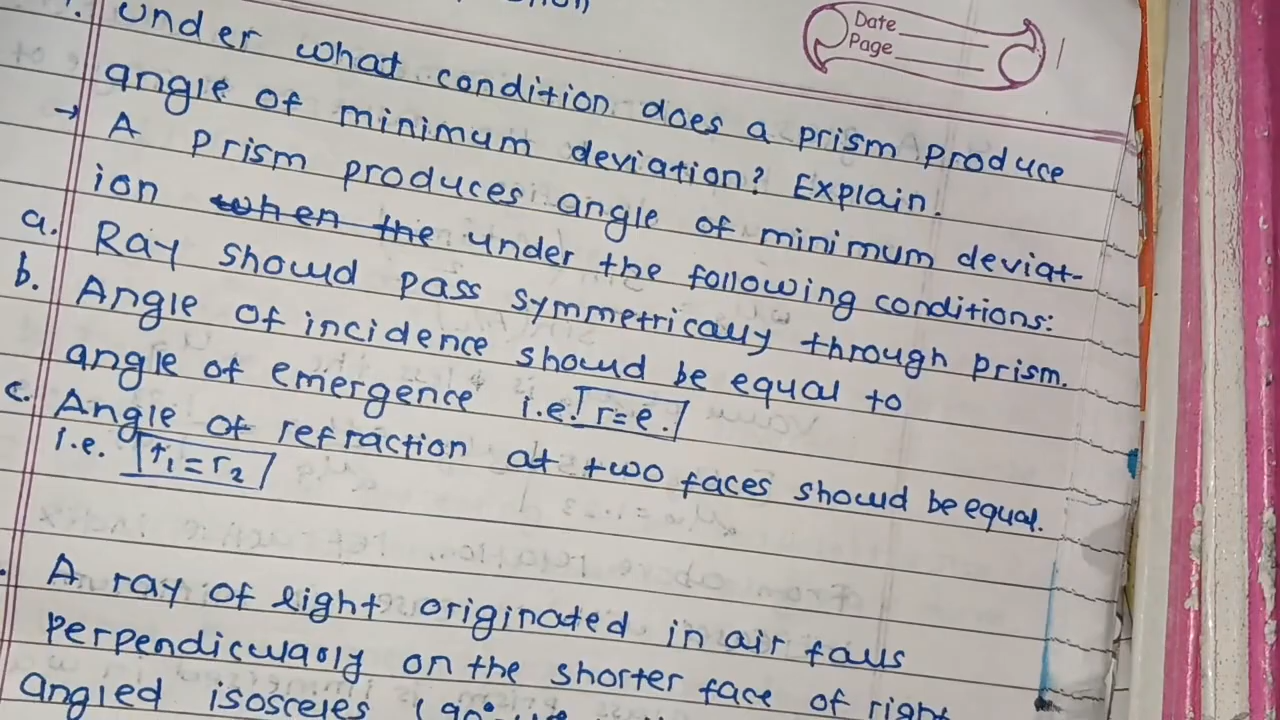 Date
Page
Under what condition does a prism produce
angle of minimum deviation? Explain.
→ A prism produces angle of minimum deviat-
ion when the under the following conditions:
a. Ray should pass symmetrically through prism.
b. Angle of incidence should be equal to
angle of emergence i.e. r=e.
c. Angle of refraction at two faces should be equal.
i.e. r₁=r₂
A ray of light originated in air falls
perpendicularly on the shorter face of right
angled isosceles (90°